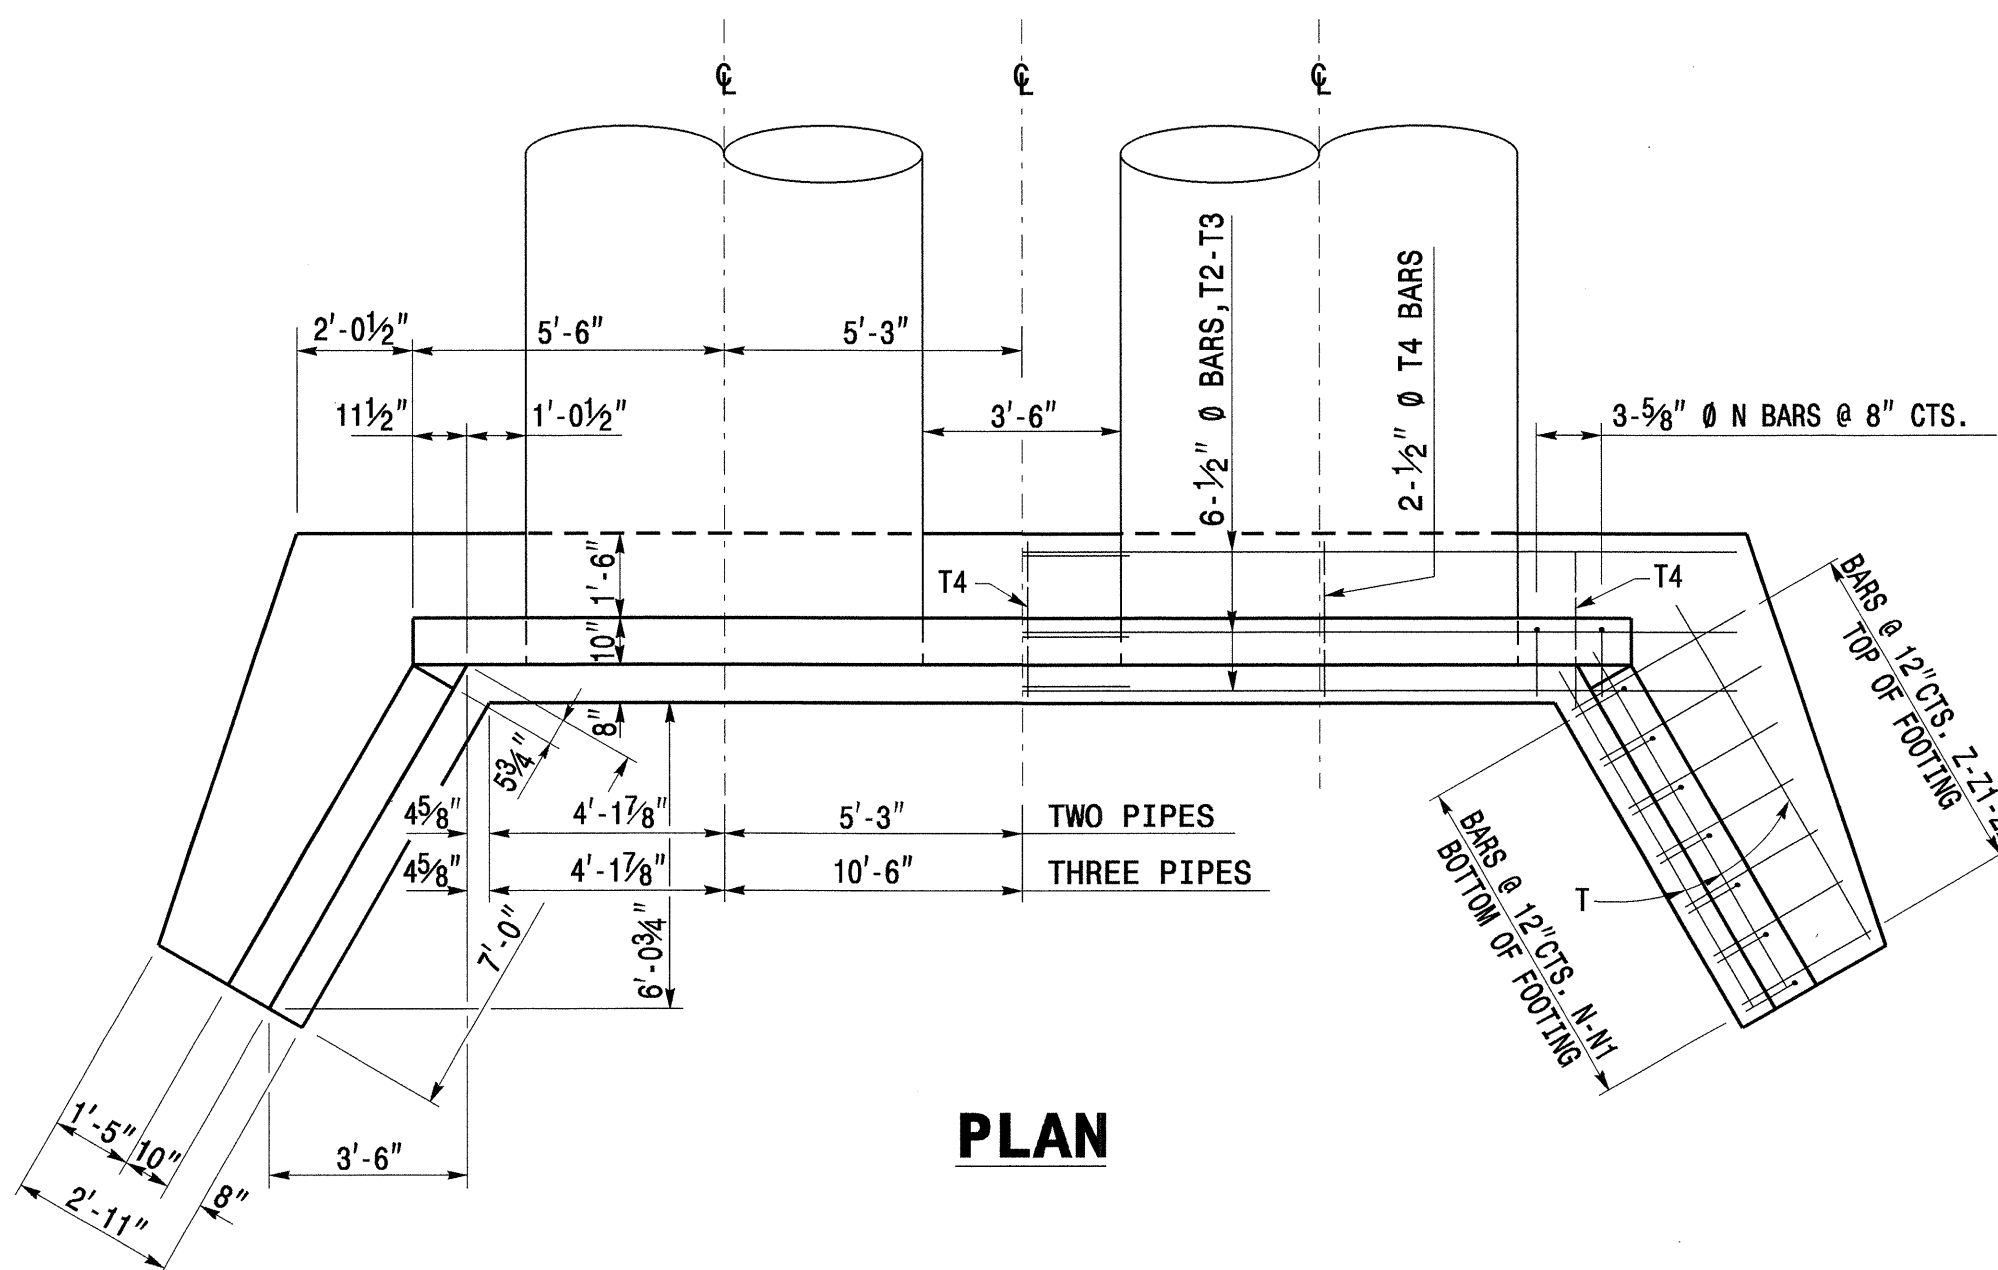 ℄ ℄ ℄
2'-0½" 5'-6" 5'-3"
11½" 1'-0½" 3'-6"
6-½" Ø BARS,T2-T3
2-½" Ø T4 BARS
3-⅝" Ø N BARS @ 8" CTS.
1'-6"
T4
T4
10"
8"
5¾"
BARS @ 12"CTS. Z-Z1-
TOP OF FOOTING
BARS @ 12"CTS. N-N1
BOTTOM OF FOOTING
T
4⅝" 4'-1⅞" 5'-3" TWO PIPES
4⅝" 4'-1⅞" 10'-6" THREE PIPES
7'-0"
6'-0¾"
1'-5"
10"
3'-6"
2'-11"
8"
PLAN